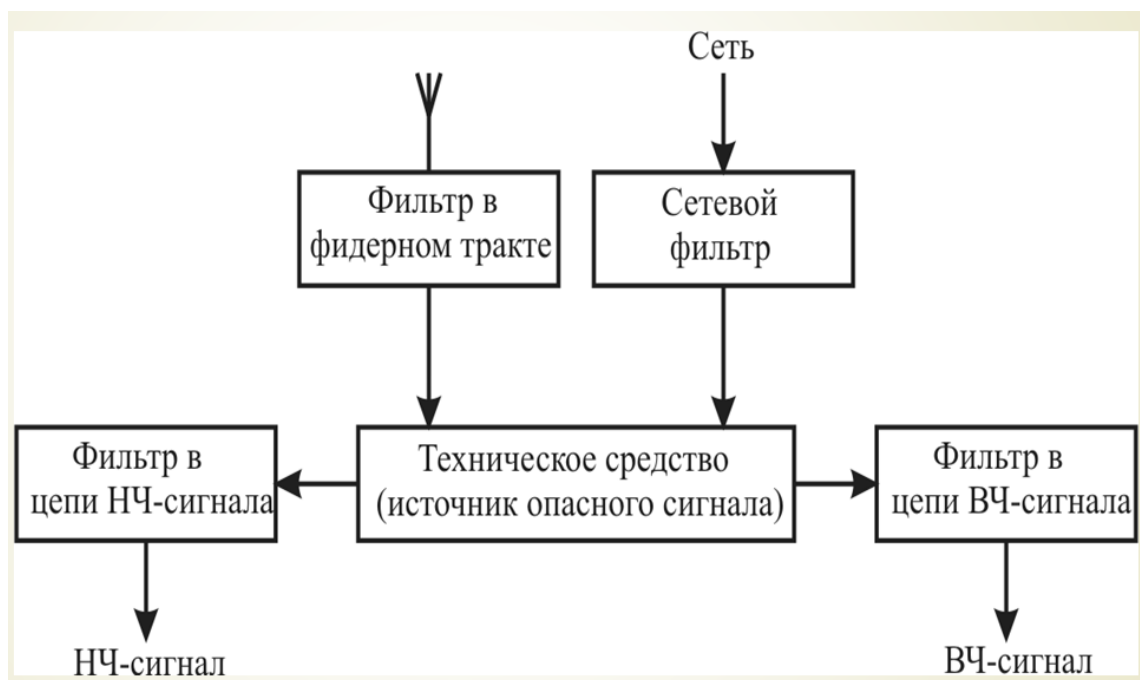 Сеть
Фильтр в
фидерном тракте
Сетевой
фильтр
Фильтр в
цепи НЧ-сигнала
Техническое средство
(источник опасного сигнала)
Фильтр в
цепи ВЧ-сигнала
НЧ-сигнал
ВЧ-сигнал